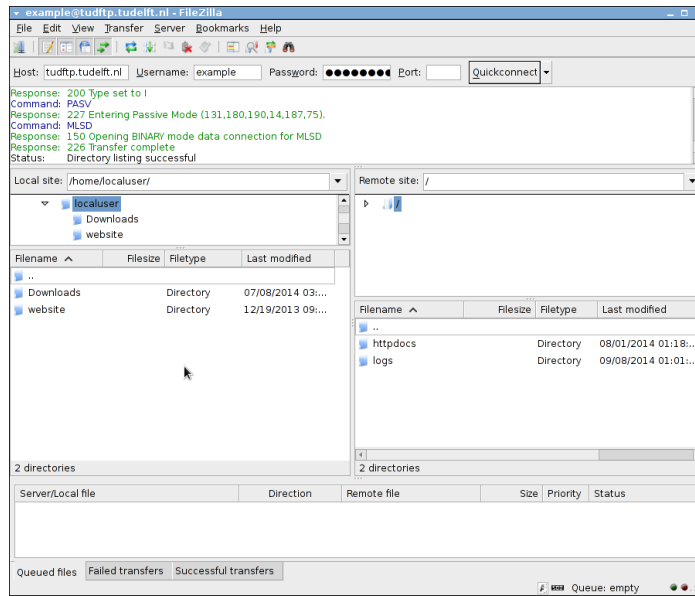 example@tudftp.tudelft.nl - FileZilla
File Edit View Transfer Server Bookmarks Help
Host: tudftp.tudelft.nl Username: example Password: ●●●●●●●● Port: Quickconnect
Response: 200 Type set to I
Command: PASV
Response: 227 Entering Passive Mode (131,180,190,14,187,75).
Command: MLSD
Response: 150 Opening BINARY mode data connection for MLSD
Response: 226 Transfer complete
Status: Directory listing successful
Local site: /home/localuser/
localuser
Downloads
website
Filename Filesize Filetype Last modified
..
Downloads Directory 07/08/2014 03:...
website Directory 12/19/2013 09:...
2 directories
Remote site: /
/
Filename Filesize Filetype Last modified
..
httpdocs Directory 08/01/2014 01:18:..
logs Directory 09/08/2014 01:01:..
2 directories
Server/Local file Direction Remote file Size Priority Status
Queued files Failed transfers Successful transfers
Queue: empty